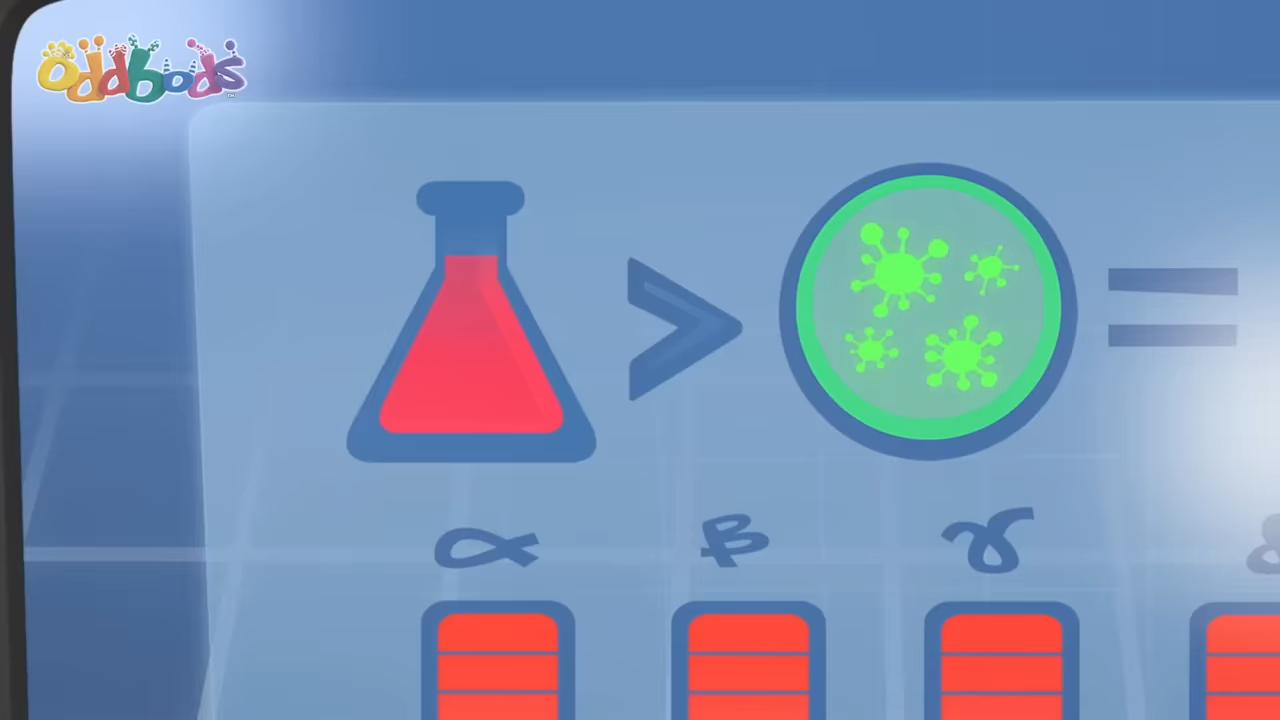 Oddbods
> =
α β γ